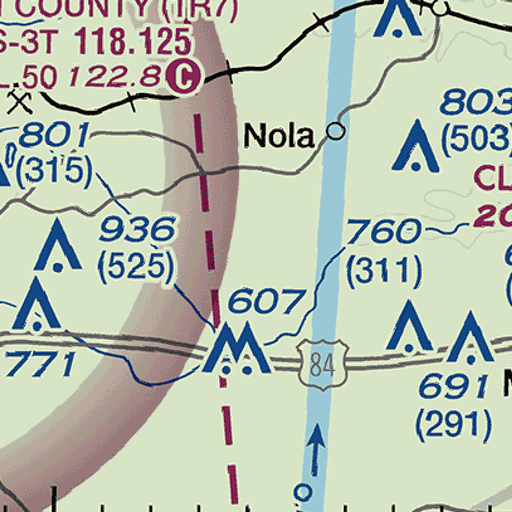 COUNTY (TR7)
S-3T 118.125
L.50 122.8 C
Nola
803
(503)
801
(315)
CL
20
936
(525)
760
(311)
607
84
771
691
(291)